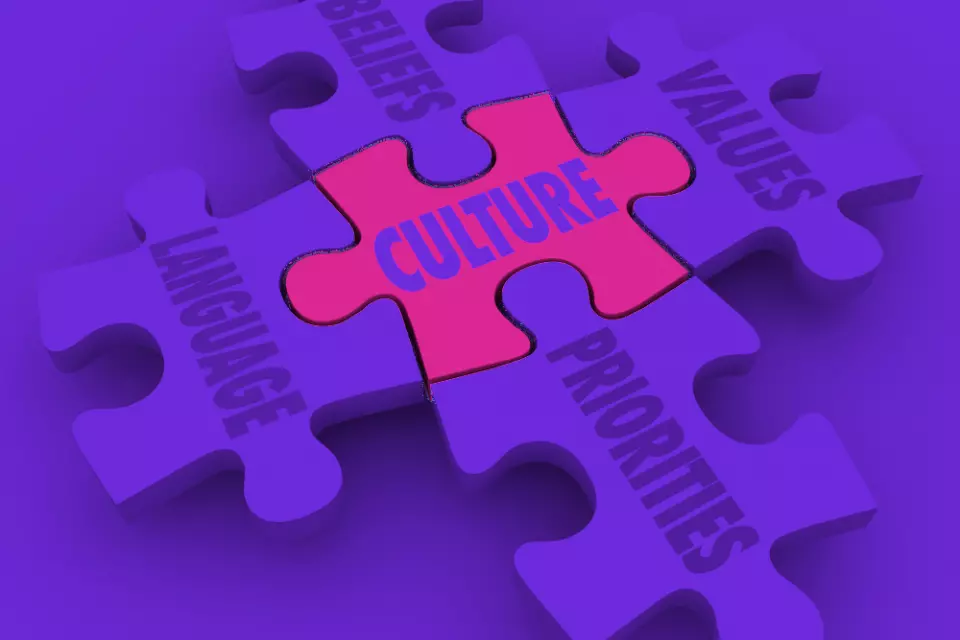 BELIEFS
VALUES
CULTURE
LANGUAGE
PRIORITIES